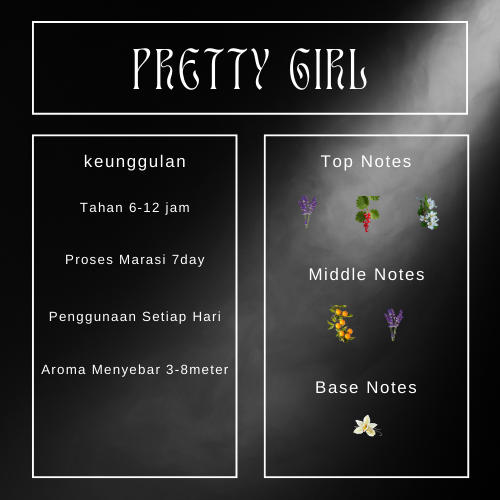 PRETTY GIRL
keunggulan
Tahan 6-12 jam
Proses Marasi 7day
Penggunaan Setiap Hari
Aroma Menyebar 3-8meter
Top Notes
Middle Notes
Base Notes